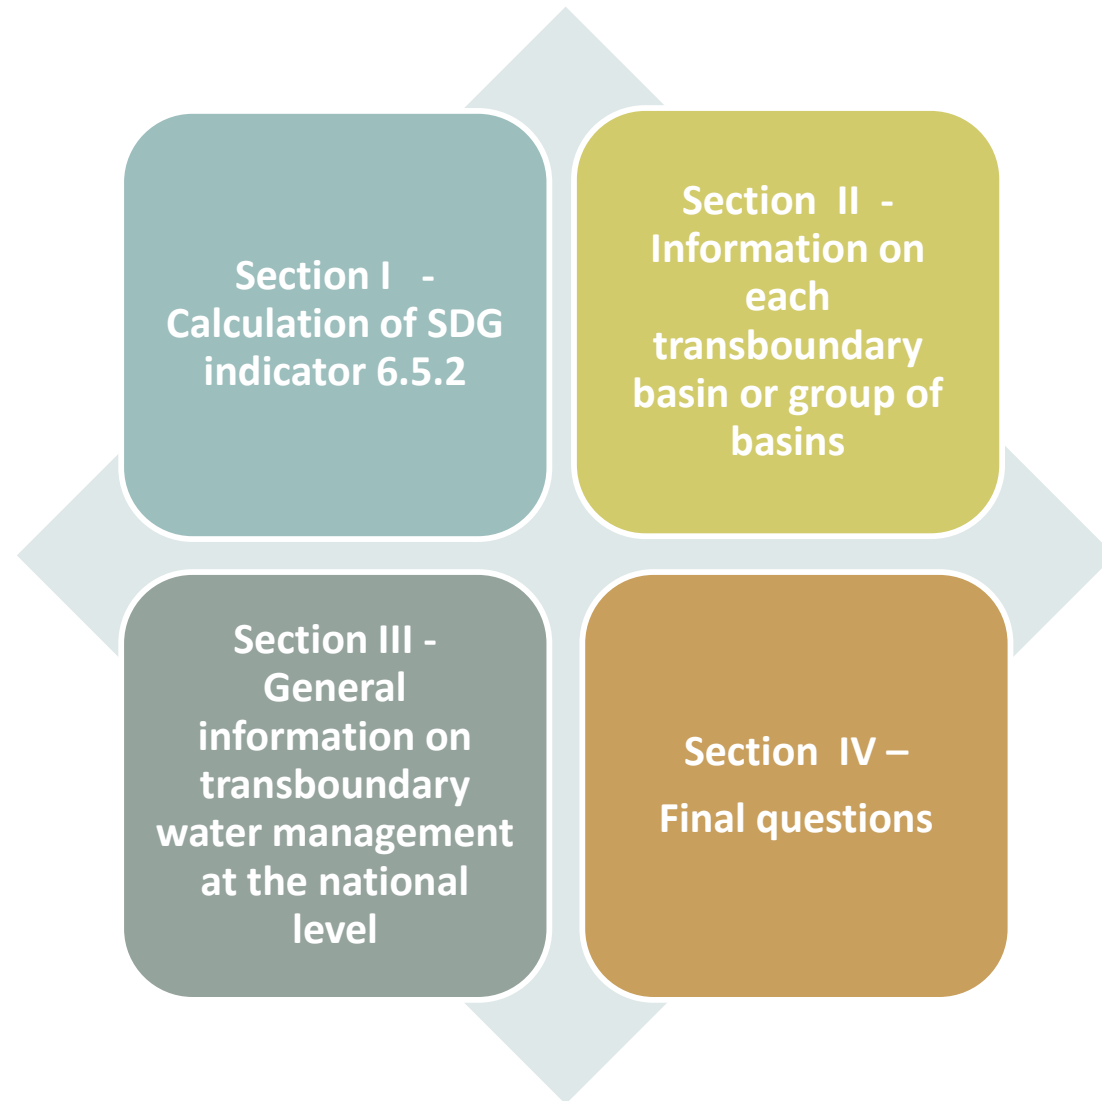 Section I -
Calculation of SDG
indicator 6.5.2
Section II -
Information on
each
transboundary
basin or group of
basins
Section III -
General
information on
transboundary
water management
at the national
level
Section IV –
Final questions